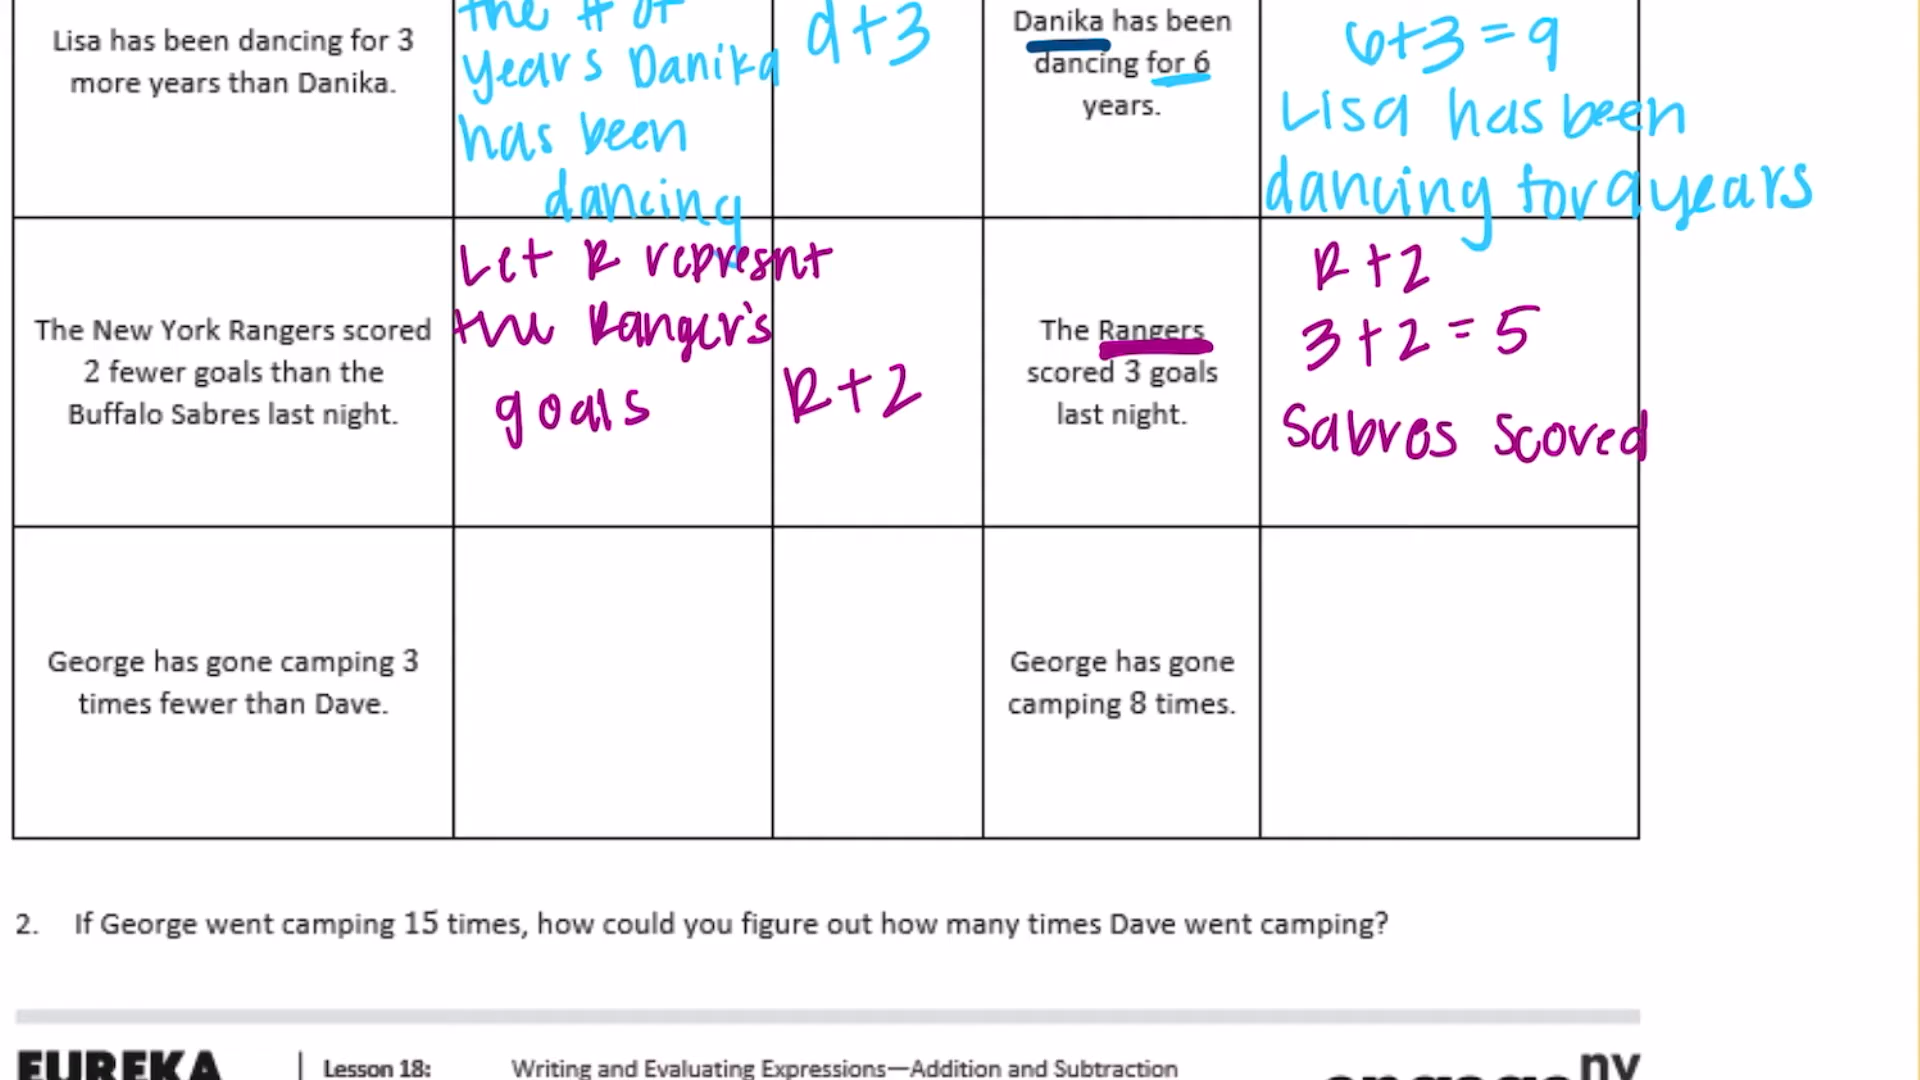 Lisa has been dancing for 3
more years than Danika.
the # of
years Danika
has been
dancing
d+3
Danika has been
dancing for 6
years.
6+3=9
Lisa has been
dancing for 9 years
The New York Rangers scored
2 fewer goals than the
Buffalo Sabres last night.
Let R represnt
the Ranger's
goals
R+2
The Rangers
scored 3 goals
last night.
R+2
3+2=5
Sabres scored
George has gone camping 3
times fewer than Dave.
George has gone
camping 8 times.
2. If George went camping 15 times, how could you figure out how many times Dave went camping?
EUREKA
Lesson 18:
Writing and Evaluating Expressions—Addition and Subtraction
engage ny